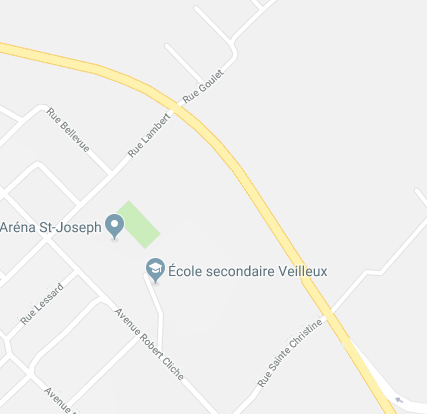 Rue Goulet
Rue Lambert
Rue Bellevue
Aréna St-Joseph
École secondaire Veilleux
Rue Lessard
Avenue Robert Cliche
Rue Sainte Christine
Avenue